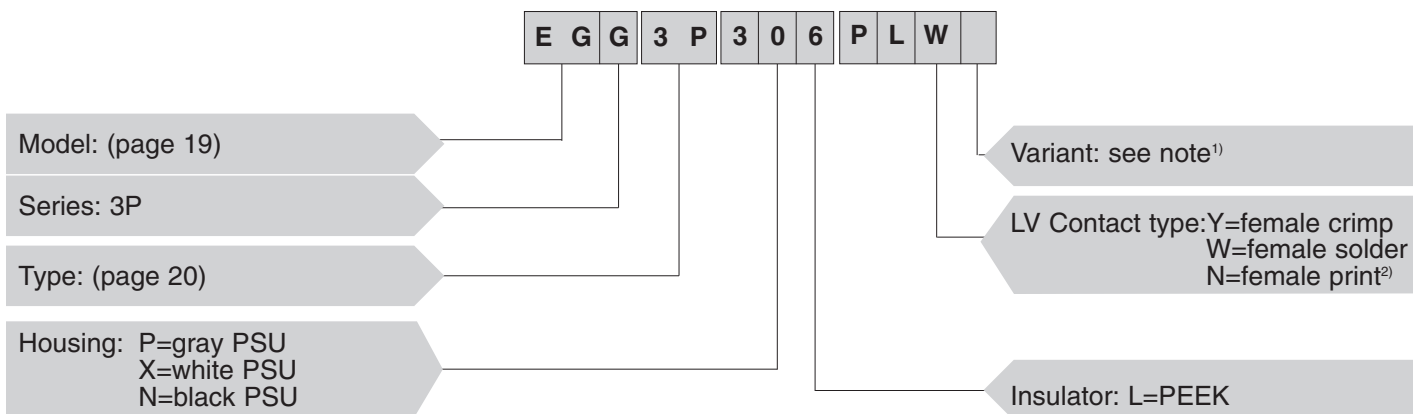 E G G 3 P 3 0 6 P L W
Model: (page 19)
Series: 3P
Type: (page 20)
Housing: P=gray PSU
X=white PSU
N=black PSU
Variant: see note1)
LV Contact type:Y=female crimp
W=female solder
N=female print2)
Insulator: L=PEEK